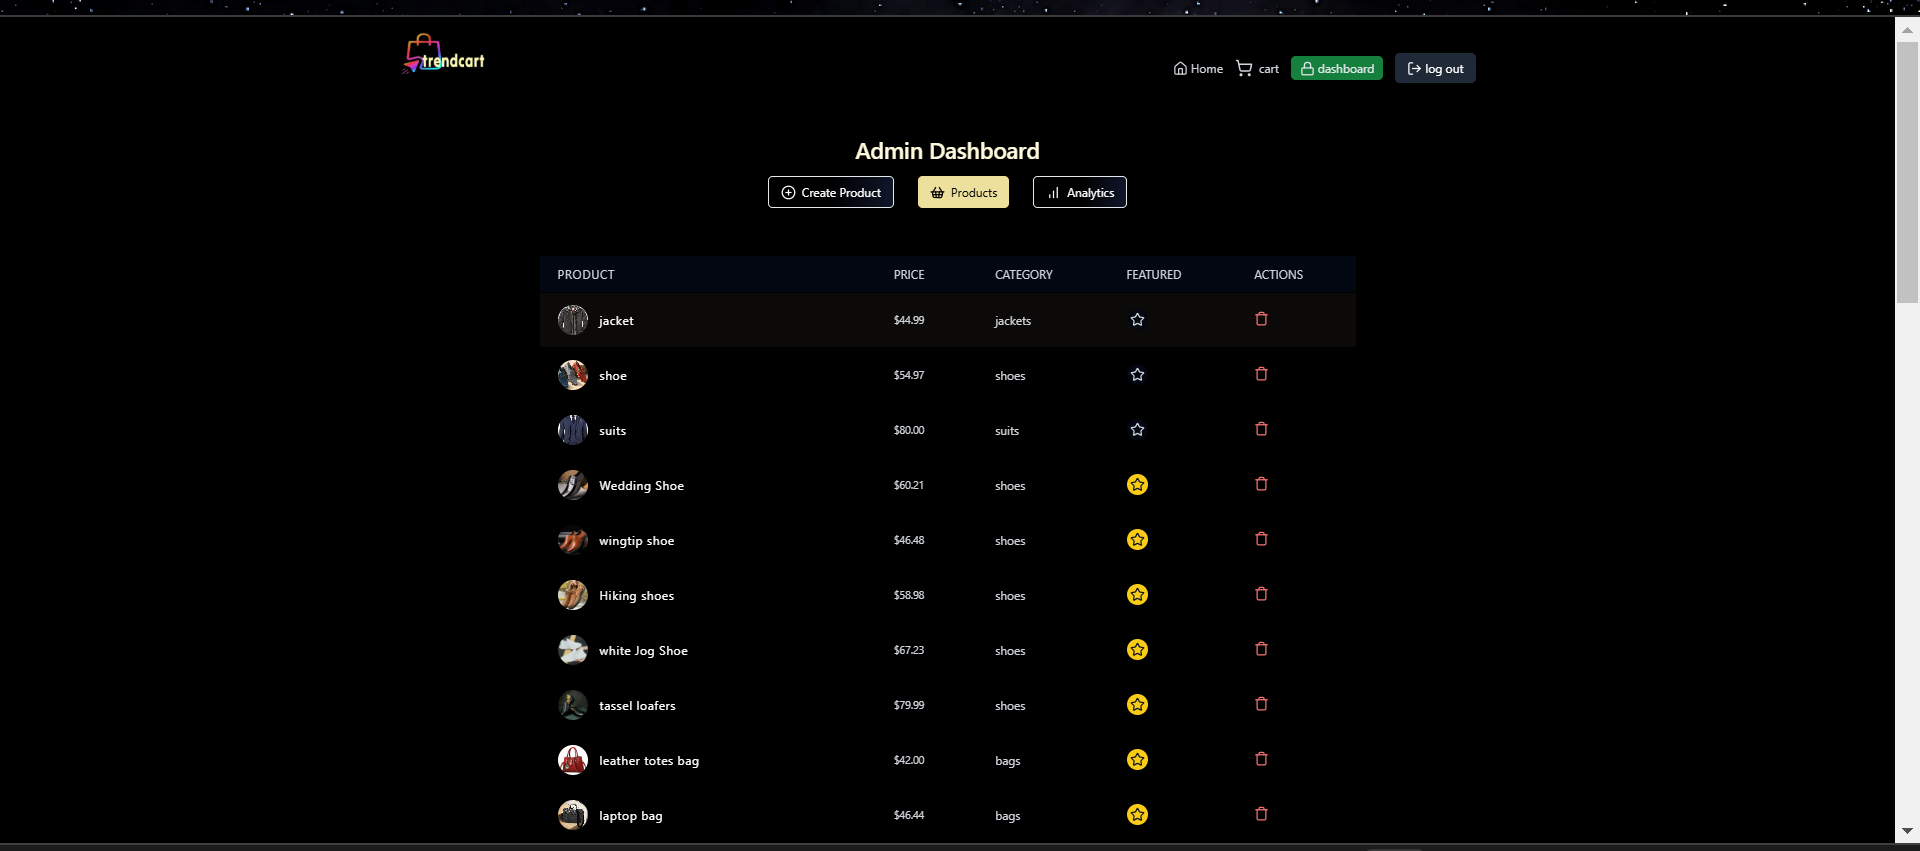 trendcart
Home cart dashboard log out
Admin Dashboard
Create Product Products Analytics
PRODUCT PRICE CATEGORY FEATURED ACTIONS
jacket $44.99 jackets
shoe $54.97 shoes
suits $80.00 suits
Wedding Shoe $60.21 shoes
wingtip shoe $46.48 shoes
Hiking shoes $58.98 shoes
white Jog Shoe $67.23 shoes
tassel loafers $79.99 shoes
leather totes bag $42.00 bags
laptop bag $46.44 bags